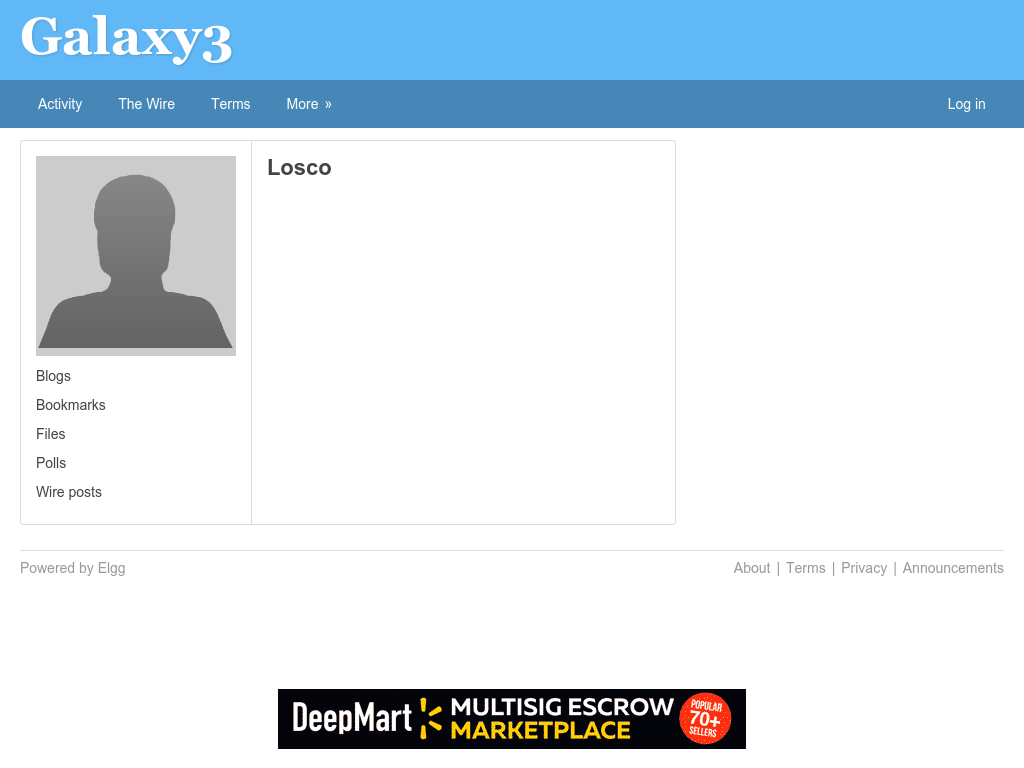 Galaxy3
Activity The Wire Terms More » Log in
Losco
Blogs
Bookmarks
Files
Polls
Wire posts
Powered by Elgg About | Terms | Privacy | Announcements
DeepMart MULTISIG ESCROW MARKETPLACE POPULAR 70+ SELLERS